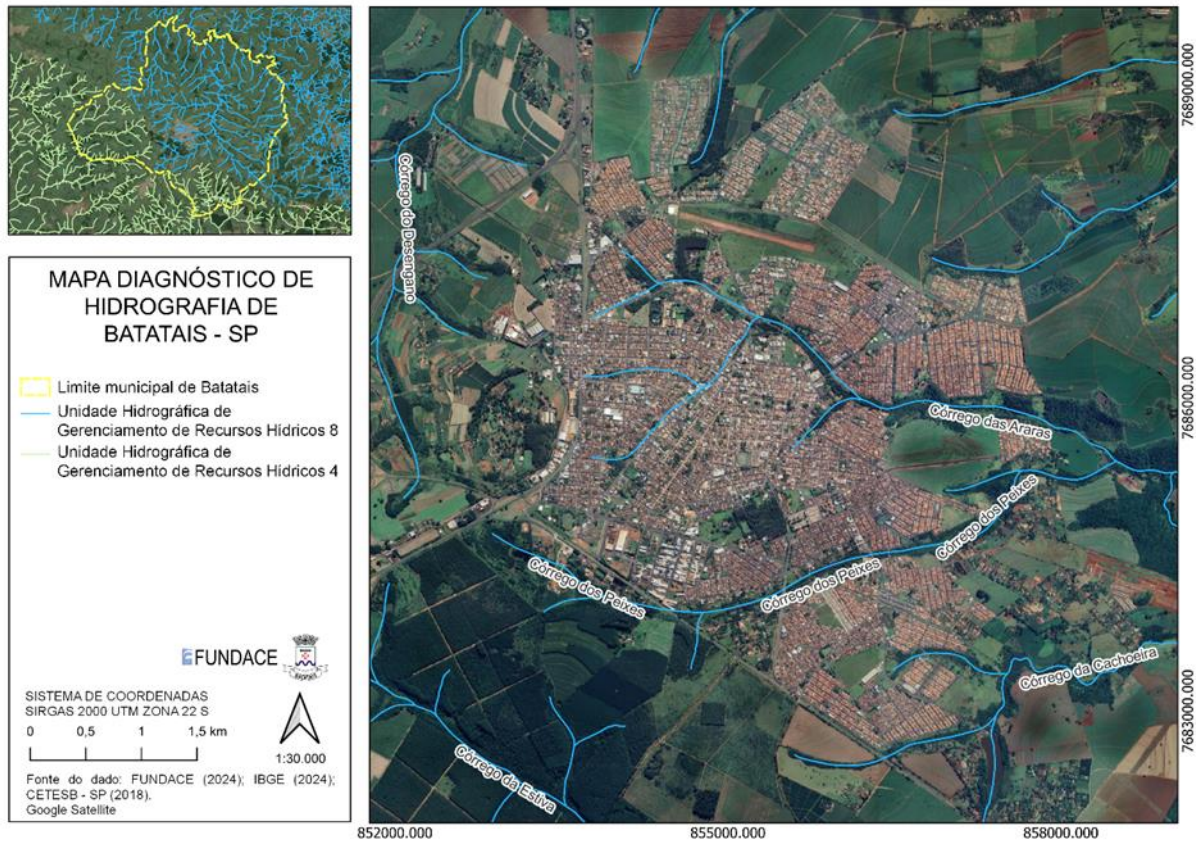 MAPA DIAGNÓSTICO DE
HIDROGRAFIA DE
BATATAIS - SP
Limite municipal de Batatais
Unidade Hidrográfica de
Gerenciamento de Recursos Hídricos 8
Unidade Hidrográfica de
Gerenciamento de Recursos Hídricos 4
FUNDACE
SISTEMA DE COORDENADAS
SIRGAS 2000 UTM ZONA 22 S
0 0,5 1 1,5 km
1:30.000
Fonte do dado: FUNDACE (2024); IBGE (2024);
CETESB - SP (2018).
Google Satellite
Córrego do Desengano
Córrego das Araras
Córrego dos Peixes
Córrego dos Peixes
Córrego dos Peixes
Córrego da Cachoeira
Córrego da Estiva
7689000.000
7686000.000
7683000.000
852000.000 855000.000 858000.000